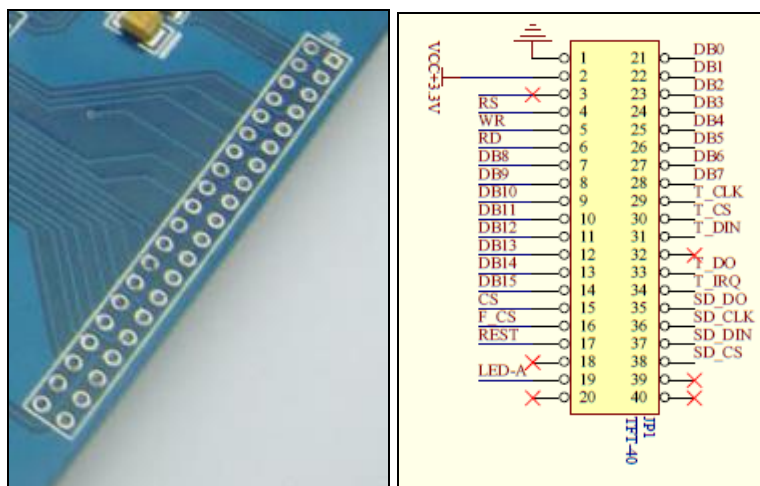 VCC+3.3V
1 21 DB0
2 22 DB1
3 23 DB2
RS 4 24 DB3
WR 5 25 DB4
RD 6 26 DB5
DB8 7 27 DB6
DB9 8 28 DB7
DB10 9 29 T_CLK
DB11 10 30 T_CS
DB12 11 31 T_DIN
DB13 12 32
DB14 13 33 T_DO
DB15 14 34 T_IRQ
CS 15 35 SD_DO
F_CS 16 36 SD_CLK
REST 17 37 SD_DIN
18 38 SD_CS
LED-A 19 39
20 40
JP1
TFT-40